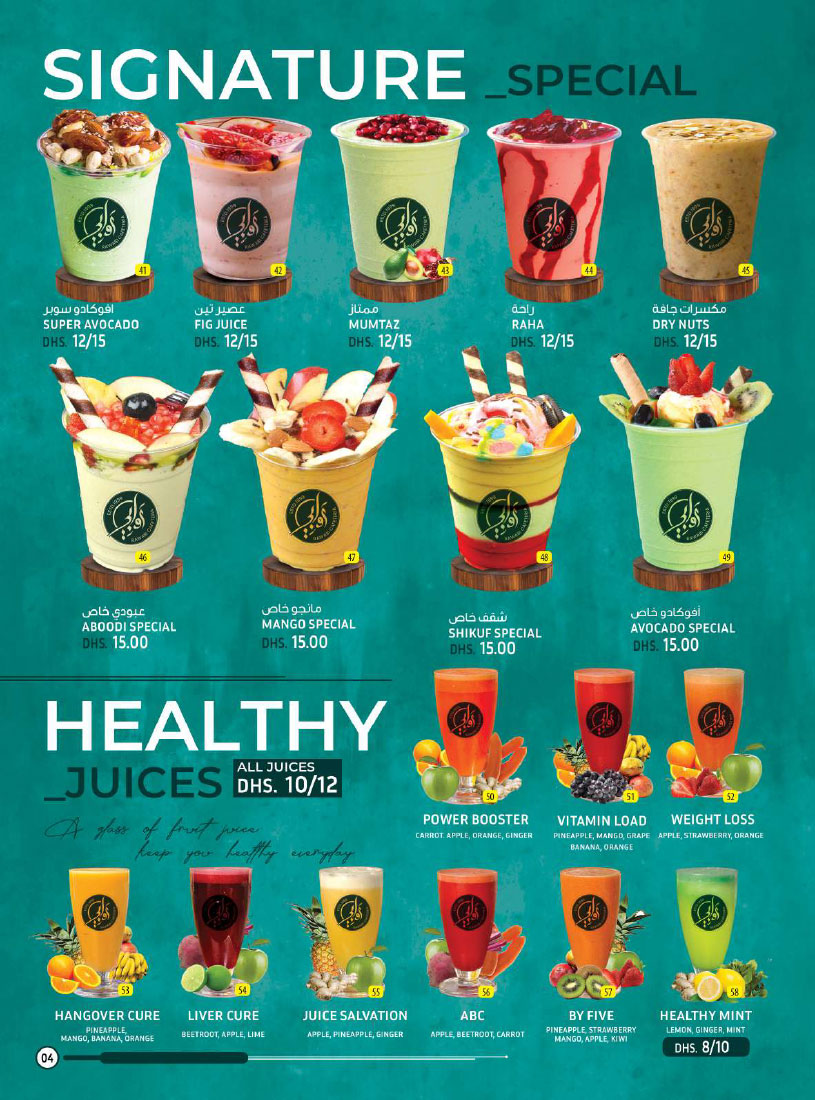 SIGNATURE _SPECIAL
41
42
43
44
45
افوكادو سوبر
SUPER AVOCADO
DHS. 12/15
عصير تين
FIG JUICE
DHS. 12/15
ممتاز
MUMTAZ
DHS. 12/15
راحة
RAHA
DHS. 12/15
مكسرات جافة
DRY NUTS
DHS. 12/15
46
47
48
49
عبودي خاص
ABOODI SPECIAL
DHS. 15.00
مانجو خاص
MANGO SPECIAL
DHS. 15.00
شقف خاص
SHIKUF SPECIAL
DHS. 15.00
أفوكادو خاص
AVOCADO SPECIAL
DHS. 15.00
HEALTHY
_JUICES
ALL JUICES
DHS. 10/12
A glass of fruit juice
keep you healthy everyday
50
POWER BOOSTER
CARROT. APPLE, ORANGE, GINGER
51
VITAMIN LOAD
PINEAPPLE, MANGO, GRAPE
BANANA, ORANGE
52
WEIGHT LOSS
APPLE, STRAWBERRY, ORANGE
53
HANGOVER CURE
PINEAPPLE,
MANGO, BANANA, ORANGE
54
LIVER CURE
BEETROOT, APPLE, LIME
55
JUICE SALVATION
APPLE, PINEAPPLE, GINGER
56
ABC
APPLE, BEETROOT, CARROT
57
BY FIVE
PINEAPPLE, STRAWBERRY
MANGO, APPLE, KIWI
58
HEALTHY MINT
LEMON, GINGER, MINT
DHS. 8/10
04